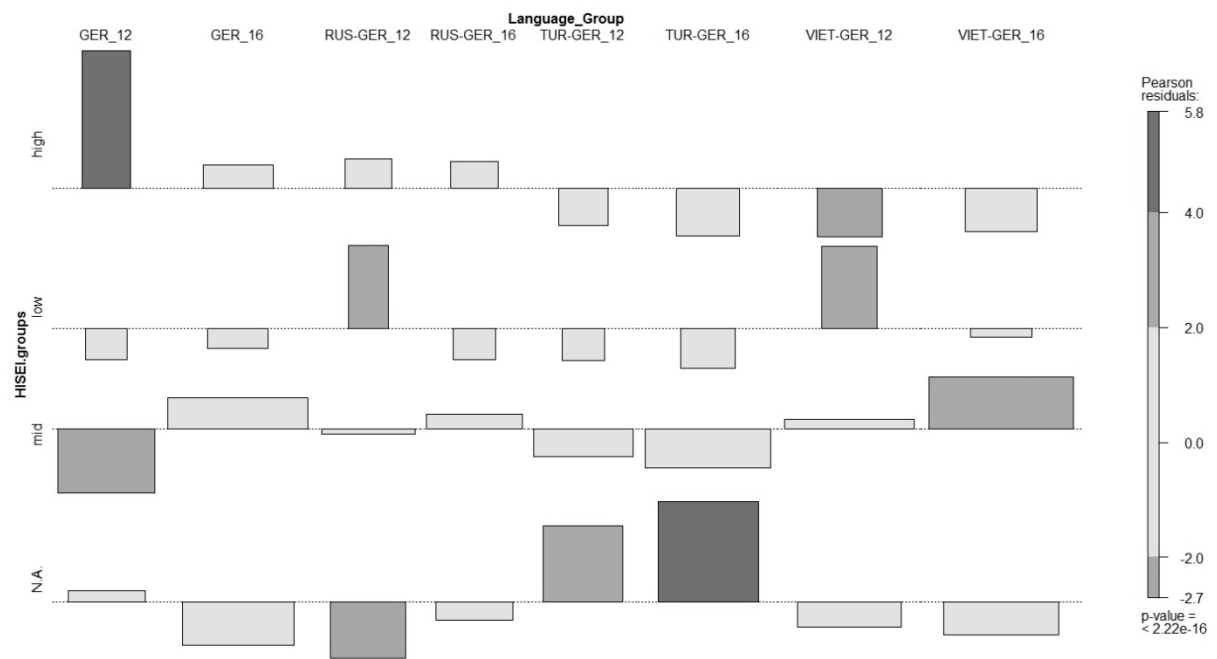 Language_Group
GER_12 GER_16 RUS-GER_12 RUS-GER_16 TUR-GER_12 TUR-GER_16 VIET-GER_12 VIET-GER_16
HISEI.groups
high
low
mid
N.A.
Pearson
residuals:
5.8
4.0
2.0
0.0
-2.0
-2.7
p-value =
< 2.22e-16